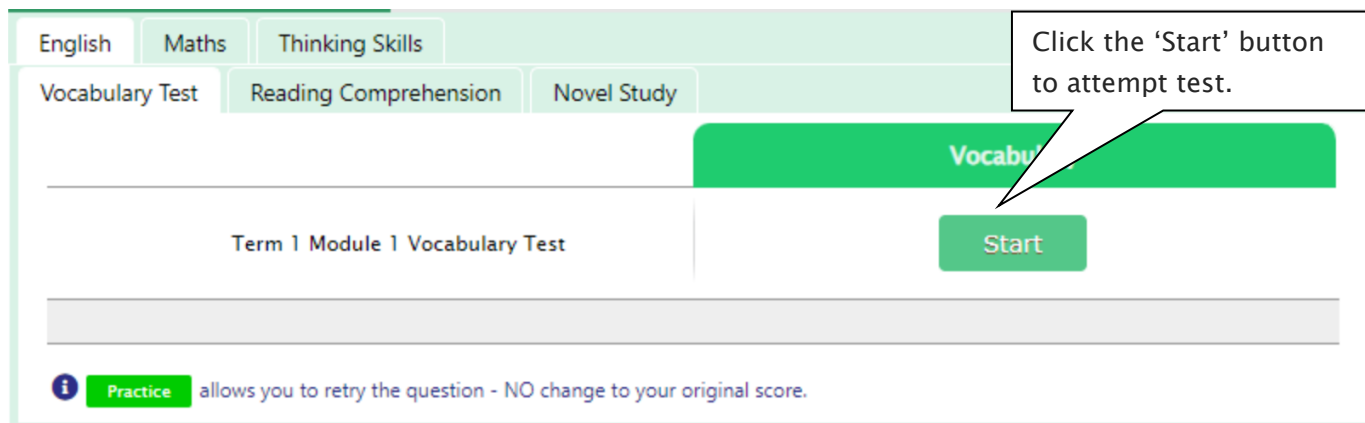 English Maths Thinking Skills
Click the ‘Start’ button
to attempt test.
Vocabulary Test Reading Comprehension Novel Study
Term 1 Module 1 Vocabulary Test
Start
Practice allows you to retry the question - NO change to your original score.